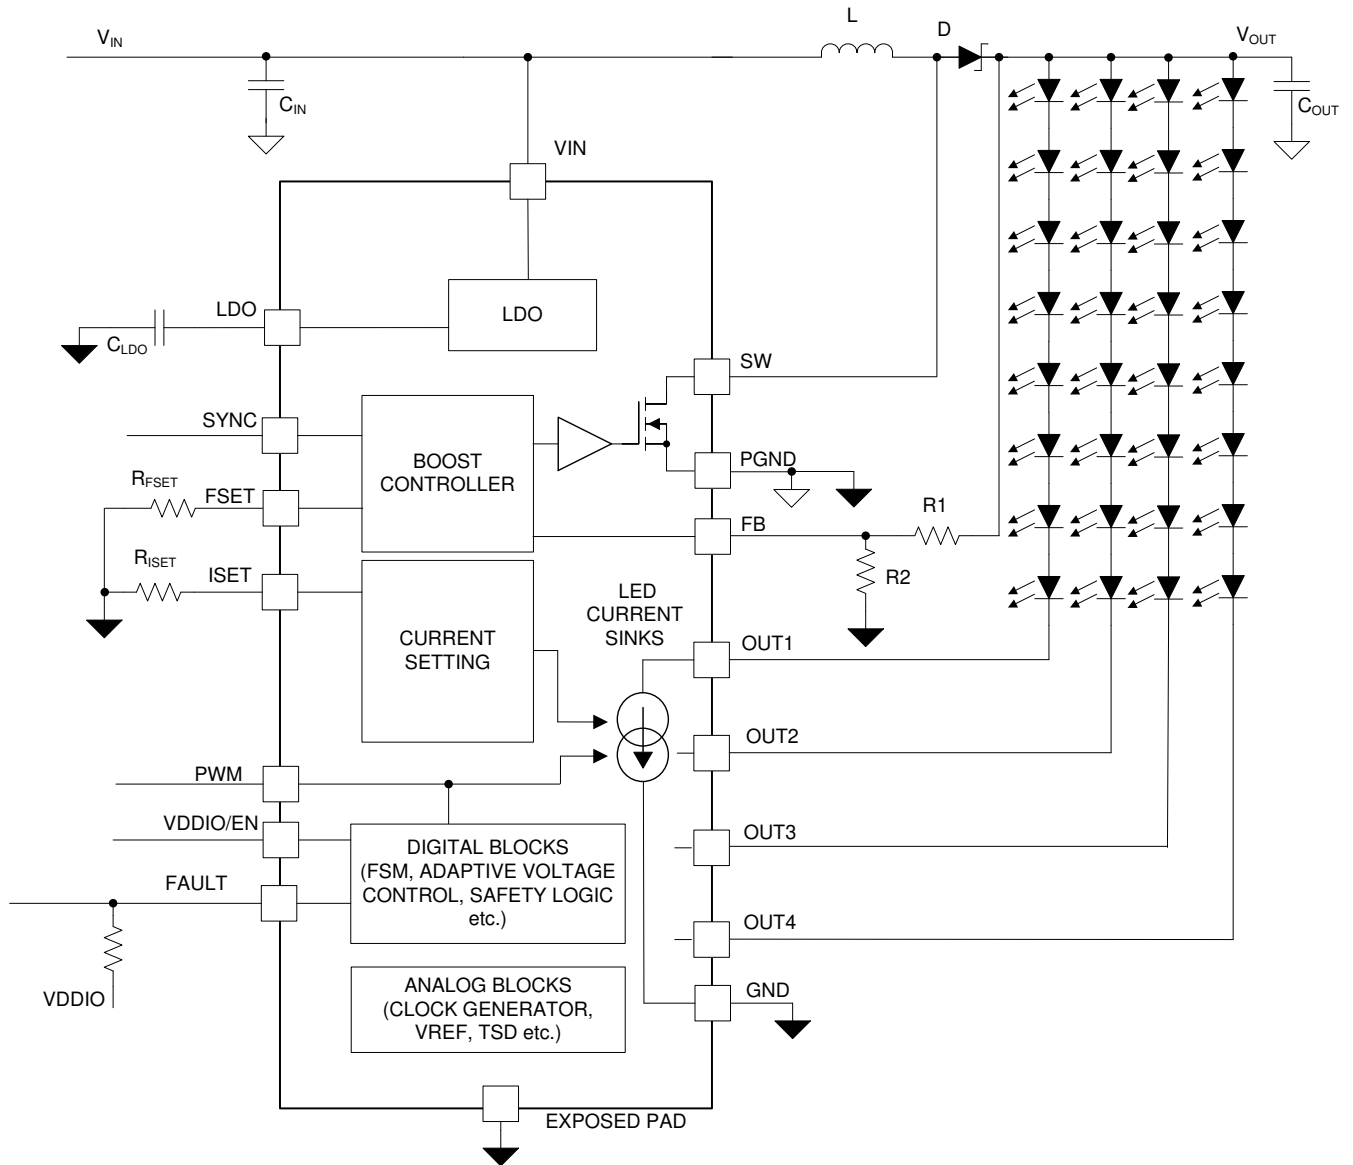 L
D
VIN
VOUT
CIN
COUT
VIN
LDO
LDO
CLDO
SW
SYNC
BOOST
CONTROLLER
PGND
RFSET
FSET
R1
FB
RISET
ISET
R2
LED
CURRENT
SINKS
CURRENT
SETTING
OUT1
OUT2
PWM
VDDIO/EN
OUT3
DIGITAL BLOCKS
(FSM, ADAPTIVE VOLTAGE
CONTROL, SAFETY LOGIC
etc.)
FAULT
OUT4
VDDIO
ANALOG BLOCKS
(CLOCK GENERATOR,
VREF, TSD etc.)
GND
EXPOSED PAD